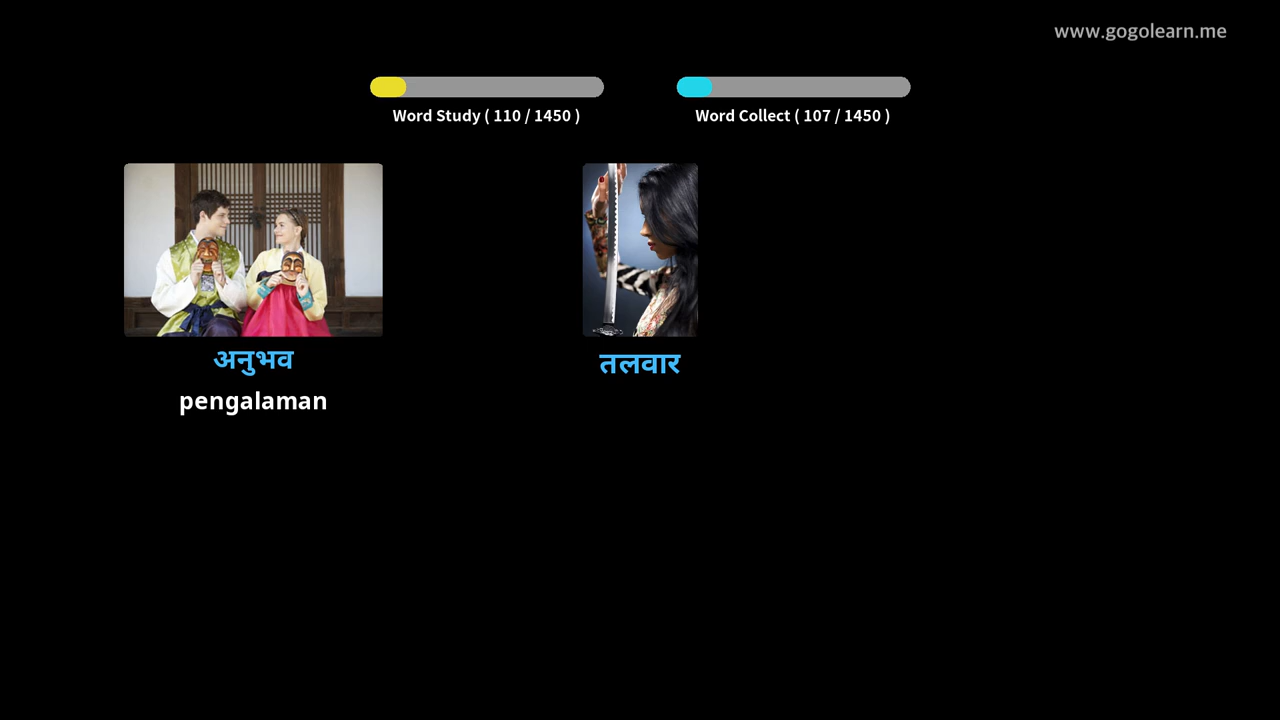 www.gogolearn.me
Word Study ( 110 / 1450 )
Word Collect ( 107 / 1450 )
अनुभव
pengalaman
तलवार